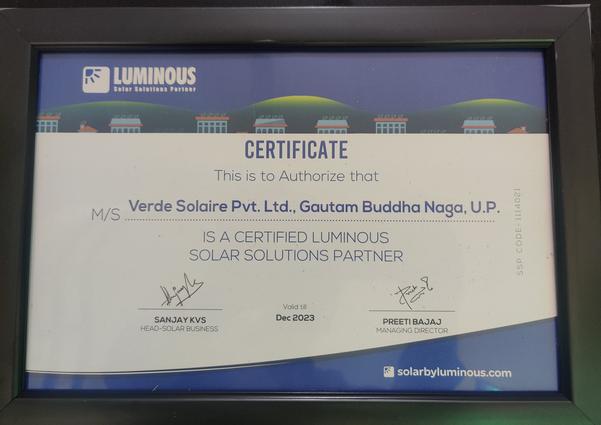 LUMINOUS
Solar Solutions Partner
CERTIFICATE
This is to Authorize that
M/S Verde Solaire Pvt. Ltd., Gautam Buddha Naga, U.P.
IS A CERTIFIED LUMINOUS
SOLAR SOLUTIONS PARTNER
SSP CODE- 1114021
Valid till
Dec 2023
SANJAY KVS
HEAD-SOLAR BUSINESS
PREETI BAJAJ
MANAGING DIRECTOR
solarbyluminous.com